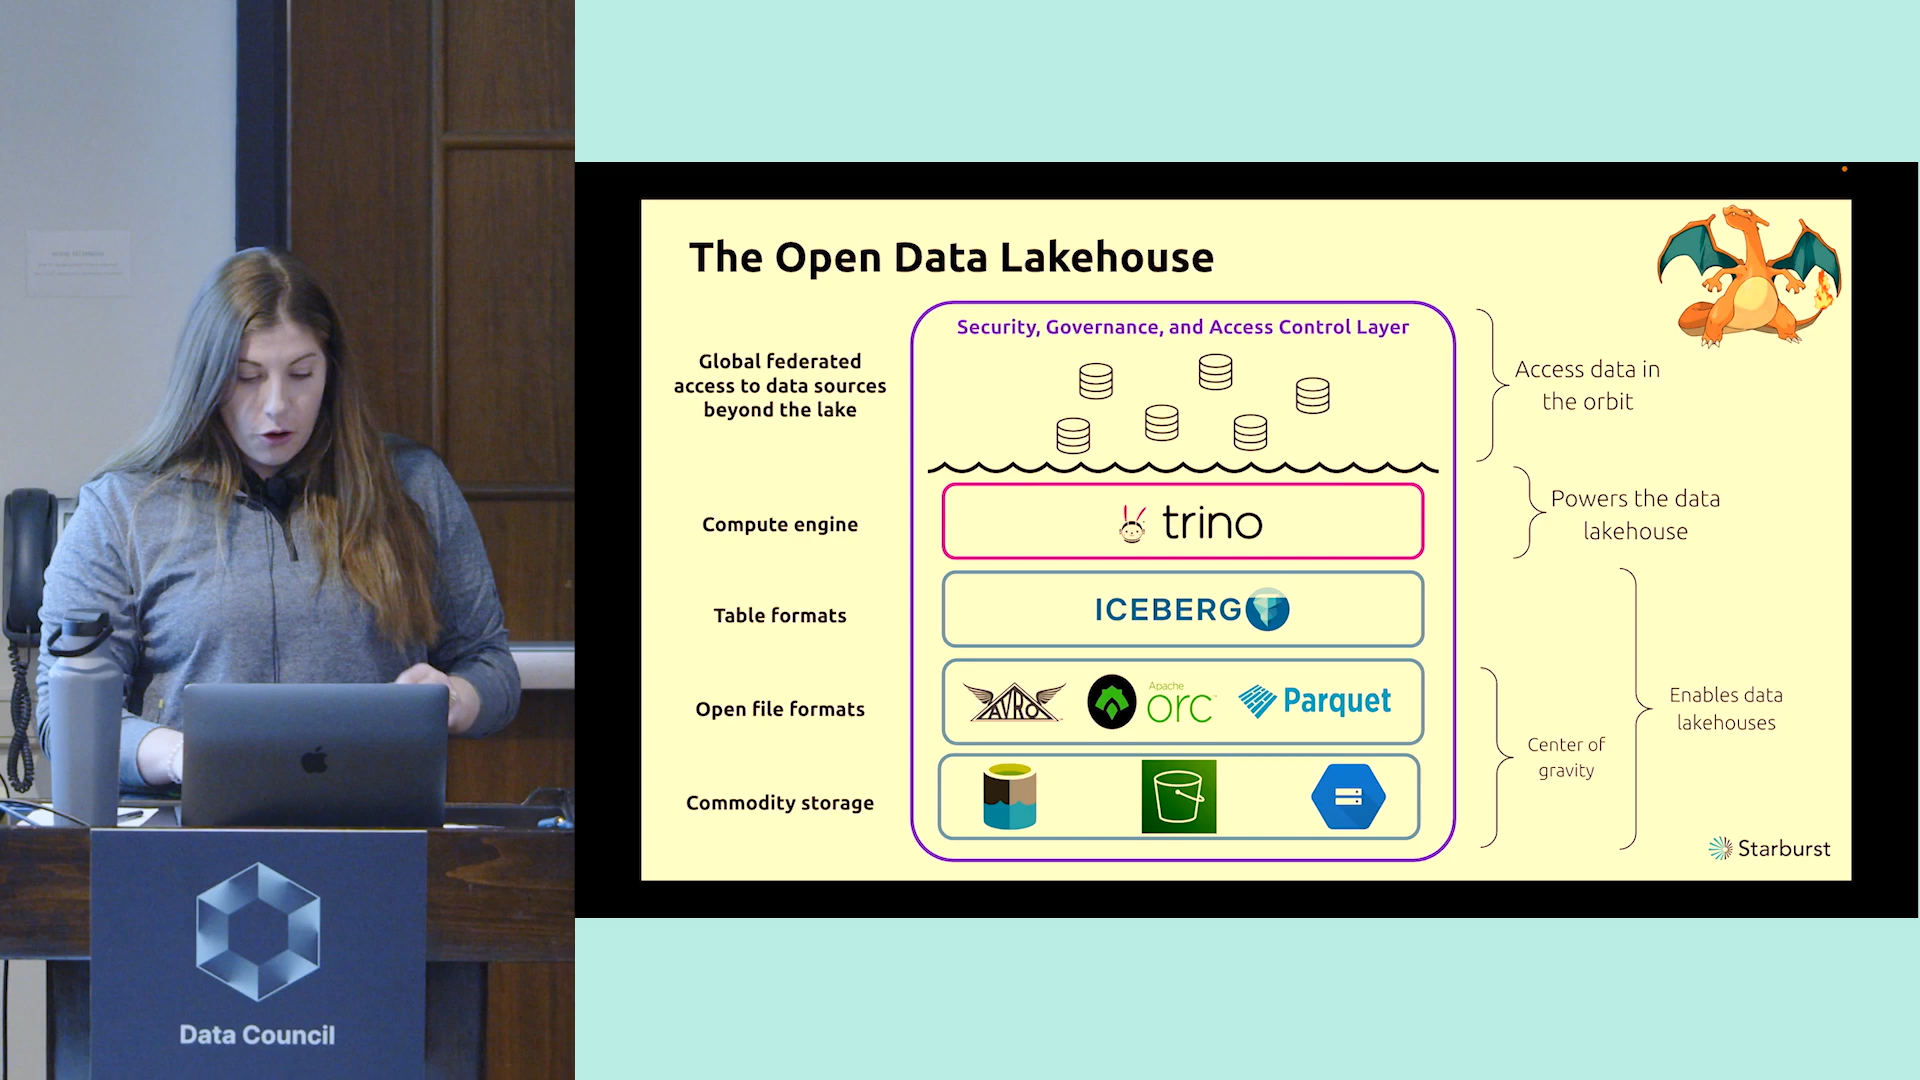 The Open Data Lakehouse
Security, Governance, and Access Control Layer
Global federated
access to data sources
beyond the lake
Access data in
the orbit
Compute engine
trino
Powers the data
lakehouse
Table formats
ICEBERG
Open file formats
AVRO
Apache
orc
Parquet
Enables data
lakehouses
Center of
gravity
Commodity storage
Starburst
Data Council